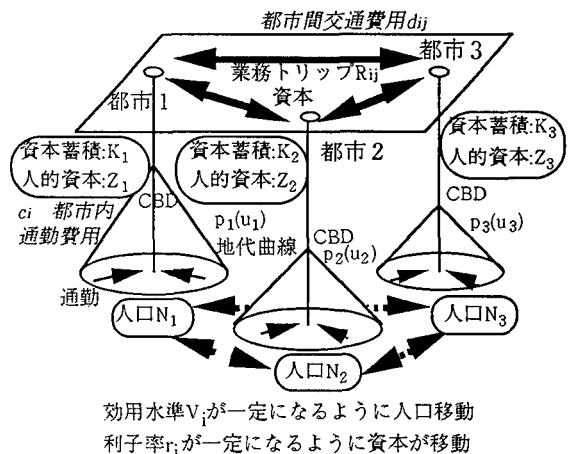 都市間交通費用dij
都市3
業務トリップRij
都市1
資本
都市2
資本蓄積:K1
人的資本:Z1
資本蓄積:K2
人的資本:Z2
資本蓄積:K3
人的資本:Z3
CBD
ci 都市内
通勤費用
p1(u1)
地代曲線
CBD
p2(u2)
CBD
p3(u3)
通勤
人口N1
人口N2
人口N3
効用水準Viが一定になるように人口移動
利子率riが一定になるように資本が移動